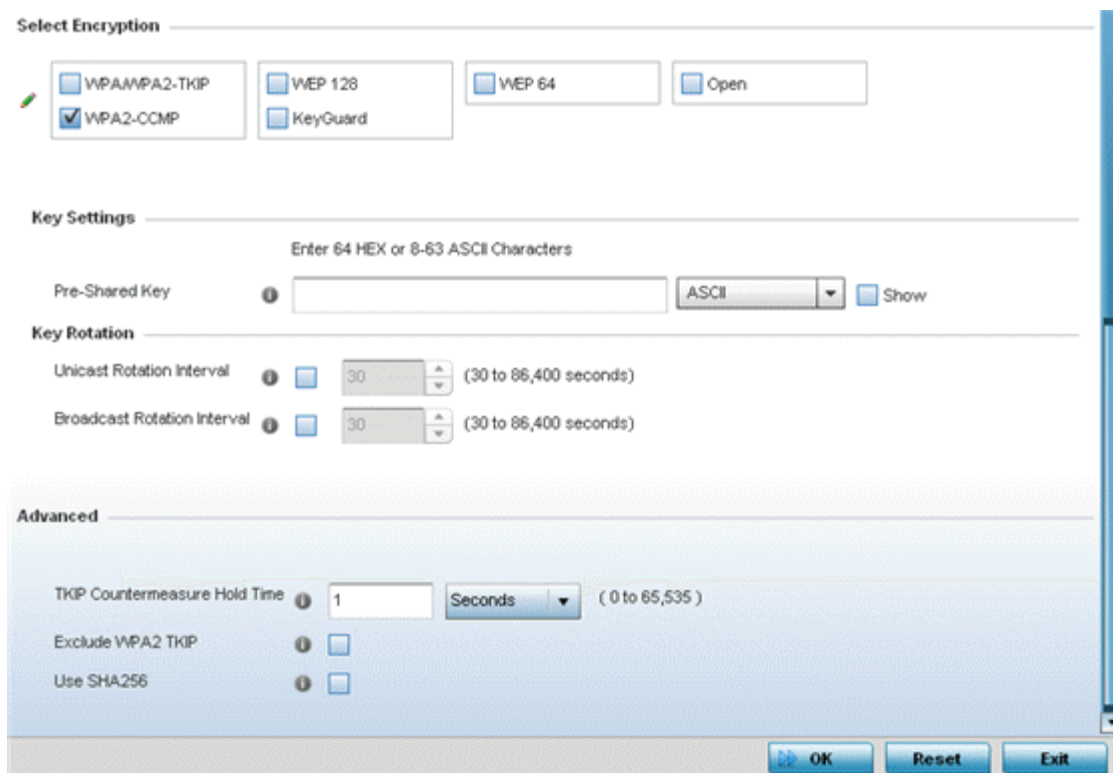 Select Encryption
WPA/WPA2-TKIP
WPA2-CCMP
WEP 128
KeyGuard
WEP 64
Open
Key Settings
Enter 64 HEX or 8-63 ASCII Characters
Pre-Shared Key
ASCII
Show
Key Rotation
Unicast Rotation Interval 30 (30 to 86,400 seconds)
Broadcast Rotation Interval 30 (30 to 86,400 seconds)
Advanced
TKIP Countermeasure Hold Time 1 Seconds ( 0 to 65,535 )
Exclude WPA2 TKIP
Use SHA256
OK Reset Exit